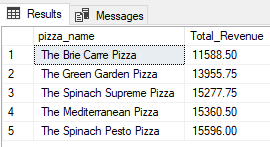 Results Messages
pizza_name Total_Revenue
1 The Brie Carre Pizza 11588.50
2 The Green Garden Pizza 13955.75
3 The Spinach Supreme Pizza 15277.75
4 The Mediterranean Pizza 15360.50
5 The Spinach Pesto Pizza 15596.00